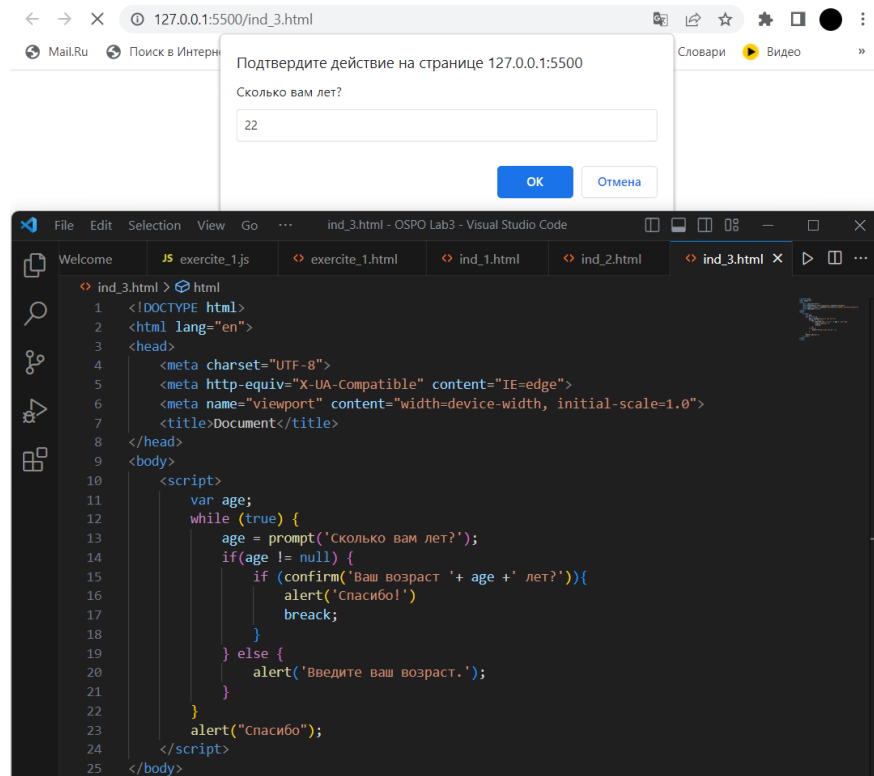 127.0.0.1:5500/ind_3.html
Mail.Ru Поиск в Интерн Словари Видео »
Подтвердите действие на странице 127.0.0.1:5500
Сколько вам лет?
22
ОК Отмена
File Edit Selection View Go ··· ind_3.html - OSPO Lab3 - Visual Studio Code
Welcome JS exercite_1.js <> exercite_1.html <> ind_1.html <> ind_2.html <> ind_3.html
<> ind_3.html > html
1 <!DOCTYPE html>
2 <html lang="en">
3 <head>
4 <meta charset="UTF-8">
5 <meta http-equiv="X-UA-Compatible" content="IE=edge">
6 <meta name="viewport" content="width=device-width, initial-scale=1.0">
7 <title>Document</title>
8 </head>
9 <body>
10 <script>
11 var age;
12 while (true) {
13 age = prompt('Сколько вам лет?');
14 if(age != null) {
15 if (confirm('Ваш возраст '+ age +' лет?')){
16 alert('Спасибо!')
17 breack;
18 }
19 } else {
20 alert('Введите ваш возраст.');
21 }
22 }
23 alert("Спасибо");
24 </script>
25 </body>